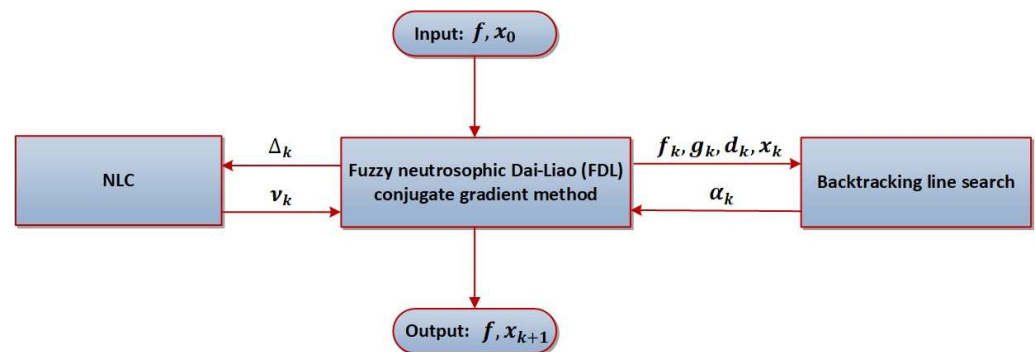 Input: f, x₀
NLC
Δₖ
νₖ
Fuzzy neutrosophic Dai-Liao (FDL)
conjugate gradient method
fₖ, gₖ, dₖ, xₖ
αₖ
Backtracking line search
Output: f, xₖ₊₁